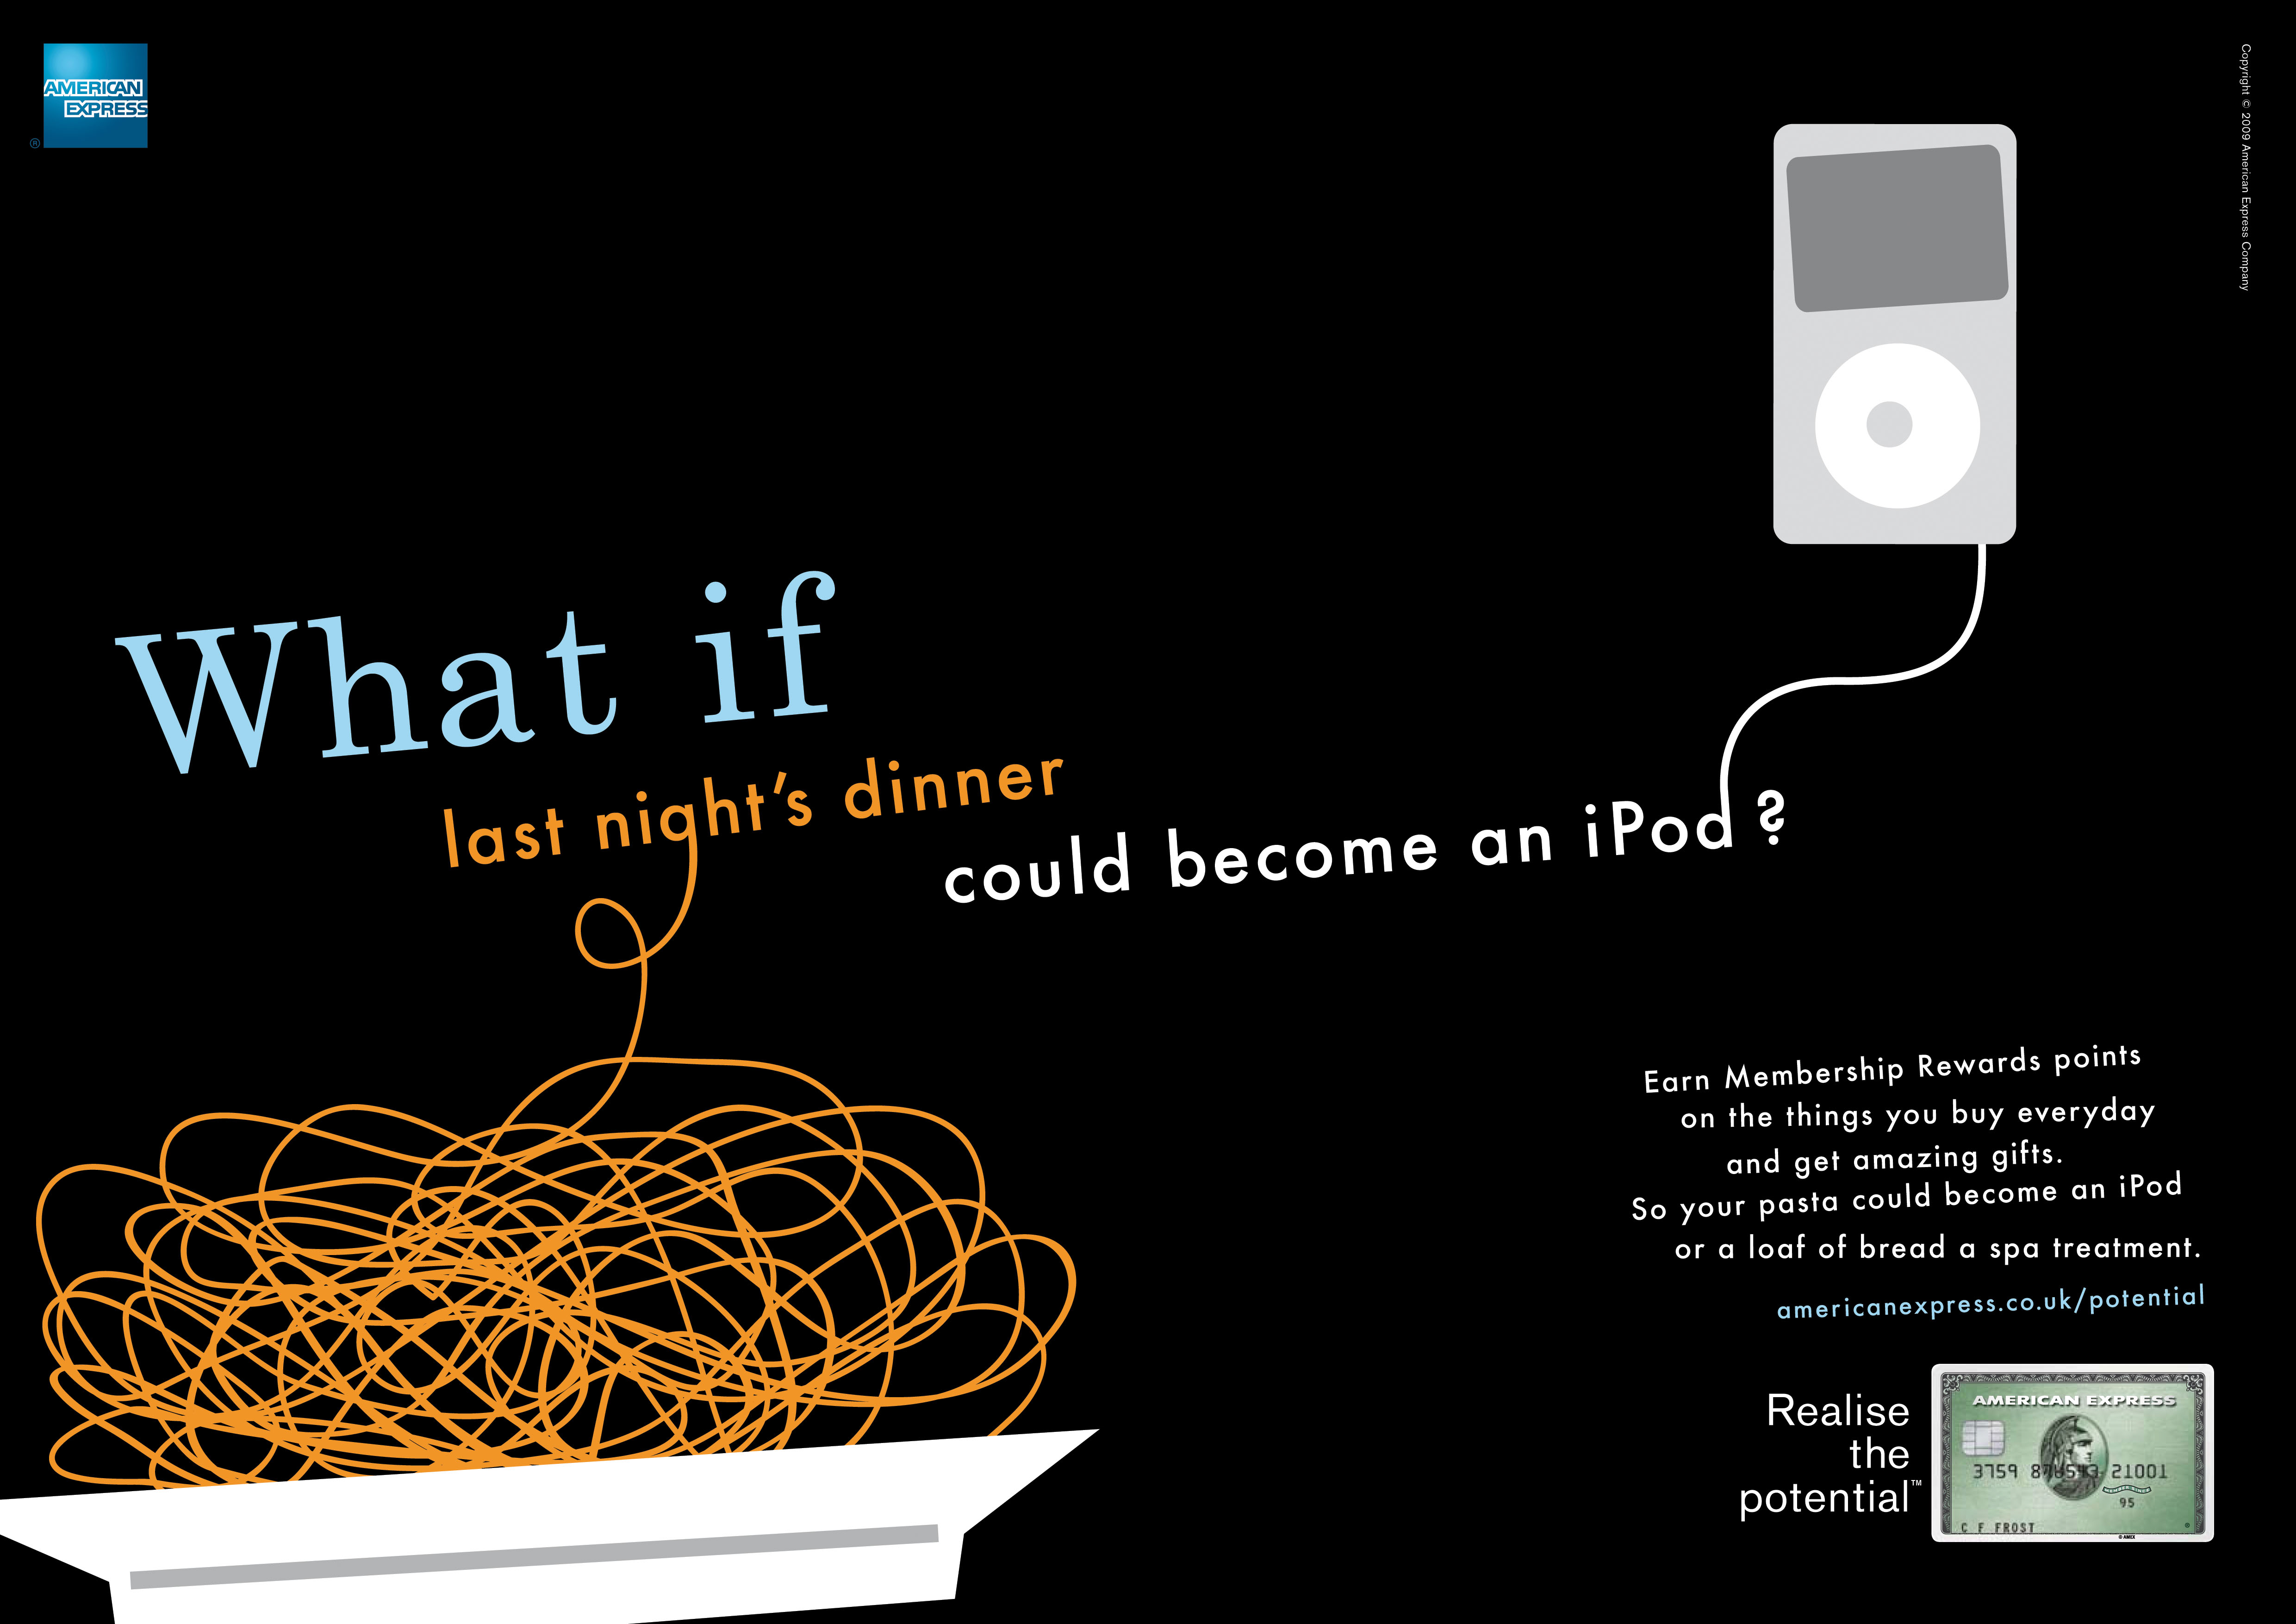 AMERICAN
EXPRESS
®
Copyright © 2009 American Express Company
What if
last night's dinner
could become an iPod?
Earn Membership Rewards points
on the things you buy everyday
and get amazing gifts.
So your pasta could become an iPod
or a loaf of bread a spa treatment.
americanexpress.co.uk/potential
Realise
the
potential™
AMERICAN EXPRESS
3759 876543 21001
95
C F FROST
© AMEX